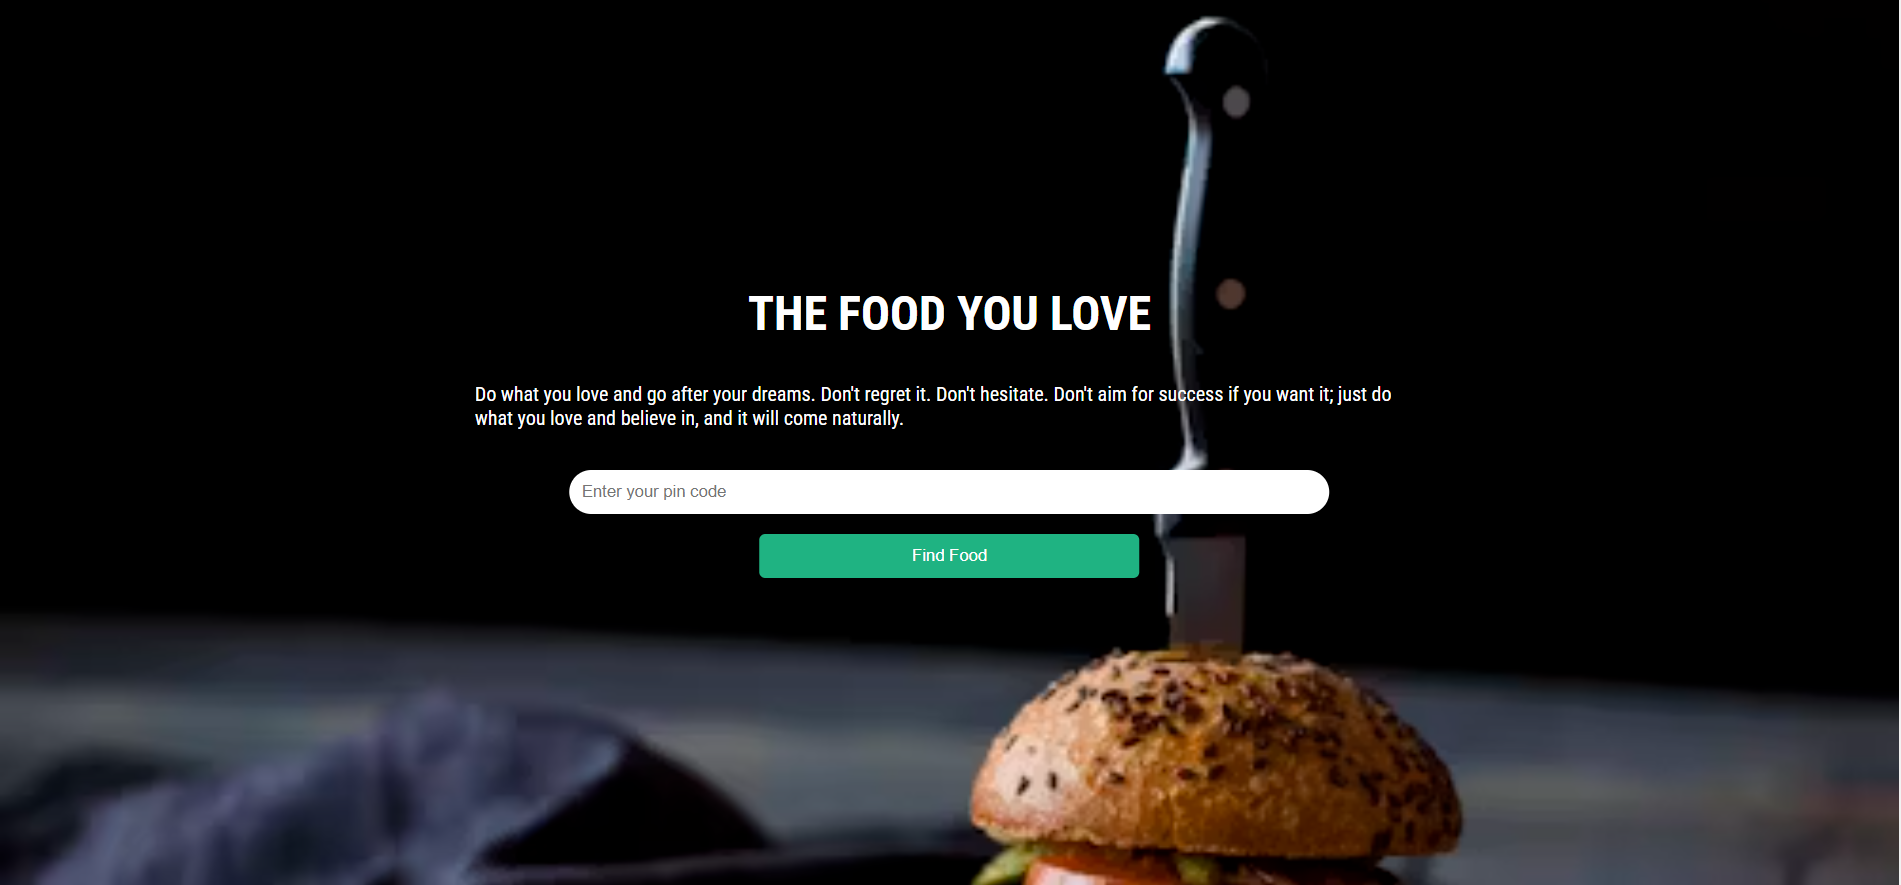 THE FOOD YOU LOVE
Do what you love and go after your dreams. Don't regret it. Don't hesitate. Don't aim for success if you want it; just do
what you love and believe in, and it will come naturally.
Enter your pin code
Find Food